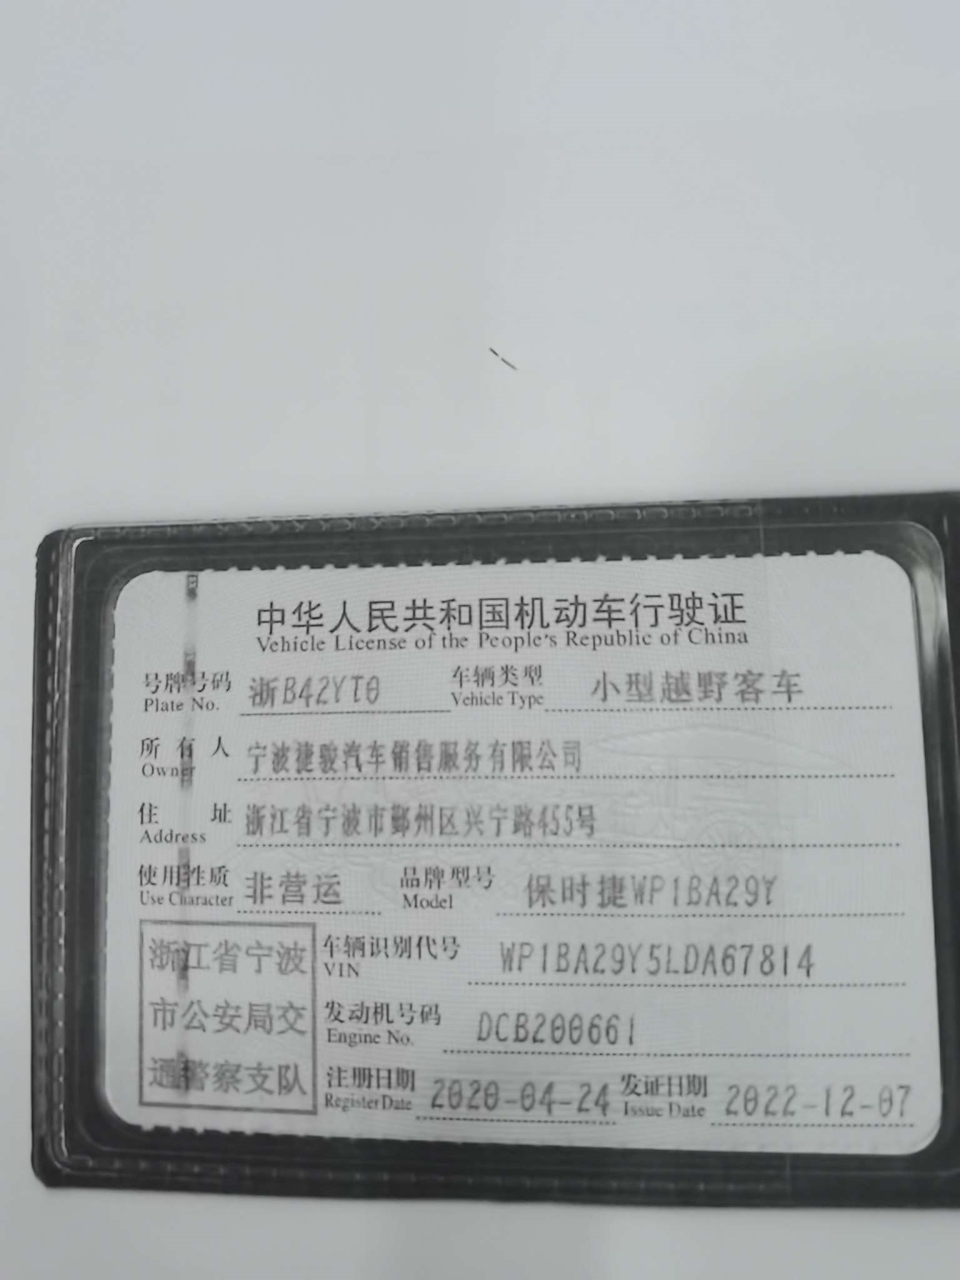 中华人民共和国机动车行驶证
Vehicle License of the People's Republic of China
号牌号码 浙B42YT0 车辆类型 小型越野客车
Plate No. Vehicle Type
所有人 宁波捷骏汽车销售服务有限公司
Owner
住址 浙江省宁波市鄞州区兴宁路455号
Address
使用性质 非营运 品牌型号 保时捷WP1BA29Y
Use Character Model
车辆识别代号 WP1BA29Y5LDA67814
VIN
发动机号码 DCB200661
Engine No.
注册日期 2020-04-24 发证日期 2022-12-07
Register Date Issue Date
浙江省宁波
市公安局交
通警察支队